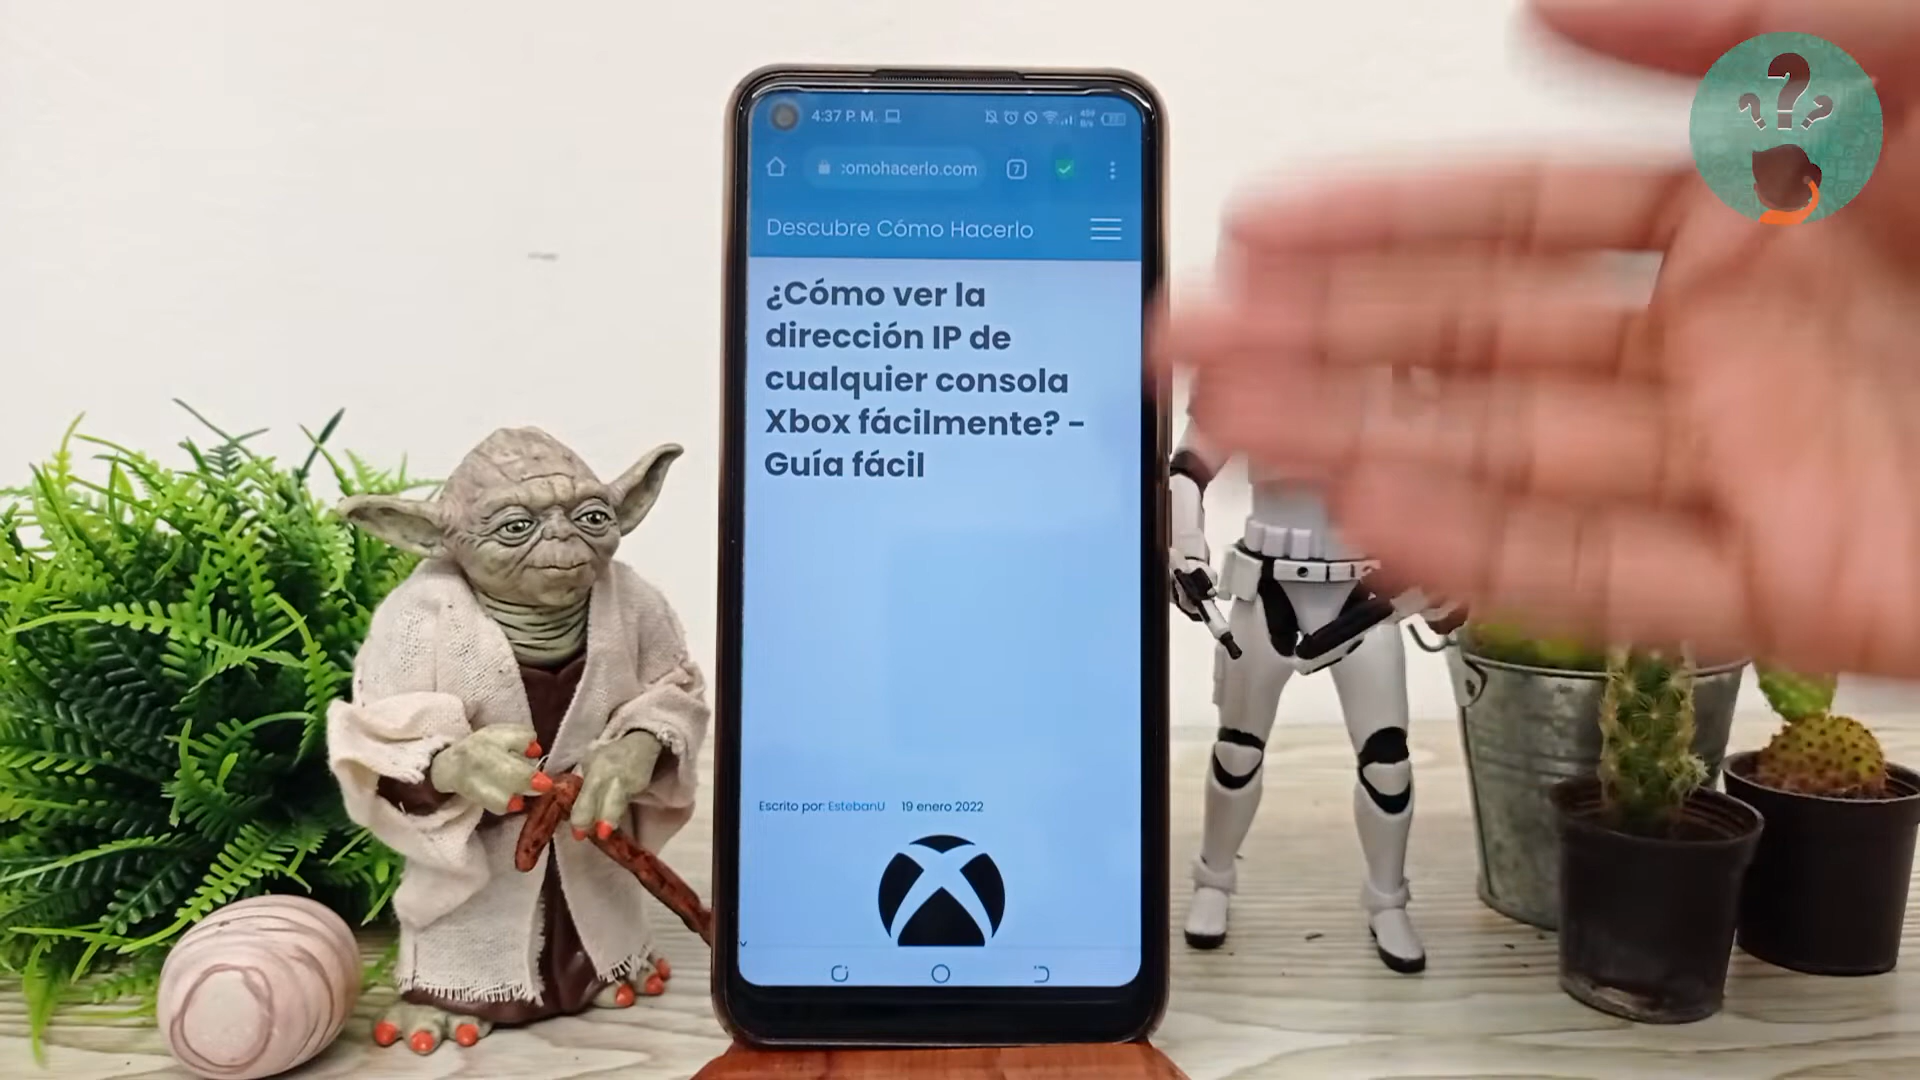 4:37 P. M.
:omohacerlo.com
7
Descubre Cómo Hacerlo
¿Cómo ver la
dirección IP de
cualquier consola
Xbox fácilmente? -
Guía fácil
Escrito por: EstebanU 19 enero 2022